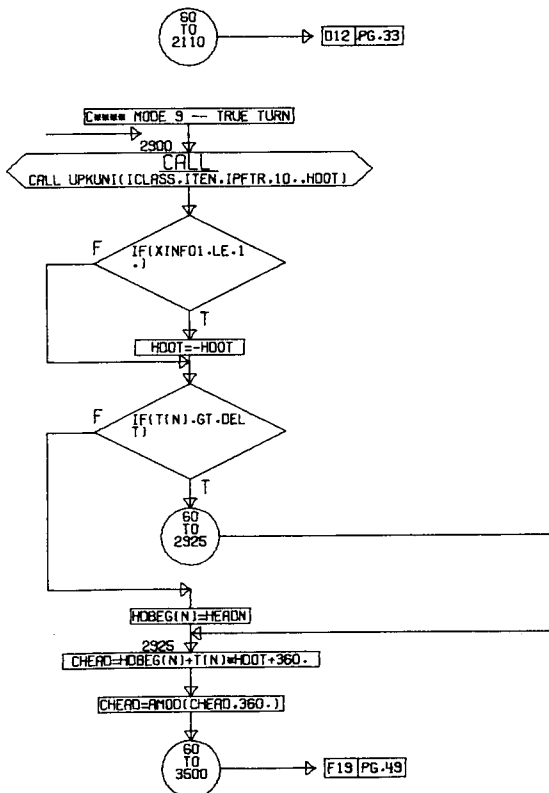 GO
TO
2110
D12 PG.33
C**** MODE 9 -- TRUE TURN
2900
CALL
CALL UPKUNI(ICLASS.ITEN.IPFTR.10..HDOT)
F
IF(XINFO1.LE.1
.)
T
HDOT=-HDOT
F
IF(T(N).GT.DEL
T)
T
GO
TO
2925
HDBEG(N)=HEADN
2925
CHEAD=HDBEG(N)+T(N)*HDOT+360.
CHEAD=AMOD(CHEAD.360.)
GO
TO
3500
F19 PG.49